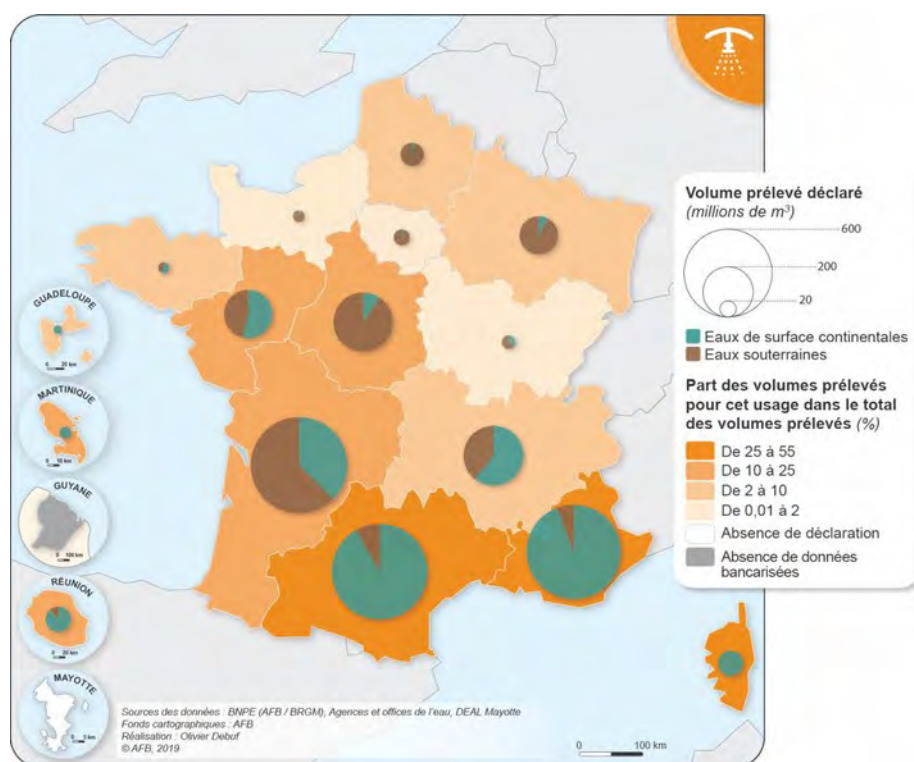 GUADELOUPE
0 20 km
MARTINIQUE
0 10 km
GUYANE
0 100 km
RÉUNION
0 20 km
MAYOTTE
0 5 km
Sources des données : BNPE (AFB / BRGM), Agences et offices de l'eau, DEAL Mayotte
Fonds cartographiques : AFB
Réalisation : Olivier Debuf
© AFB, 2019
0 100 km
Volume prélevé déclaré
(millions de m³)
600
200
20
Eaux de surface continentales
Eaux souterraines
Part des volumes prélevés
pour cet usage dans le total
des volumes prélevés (%)
De 25 à 55
De 10 à 25
De 2 à 10
De 0,01 à 2
Absence de déclaration
Absence de données
bancarisées